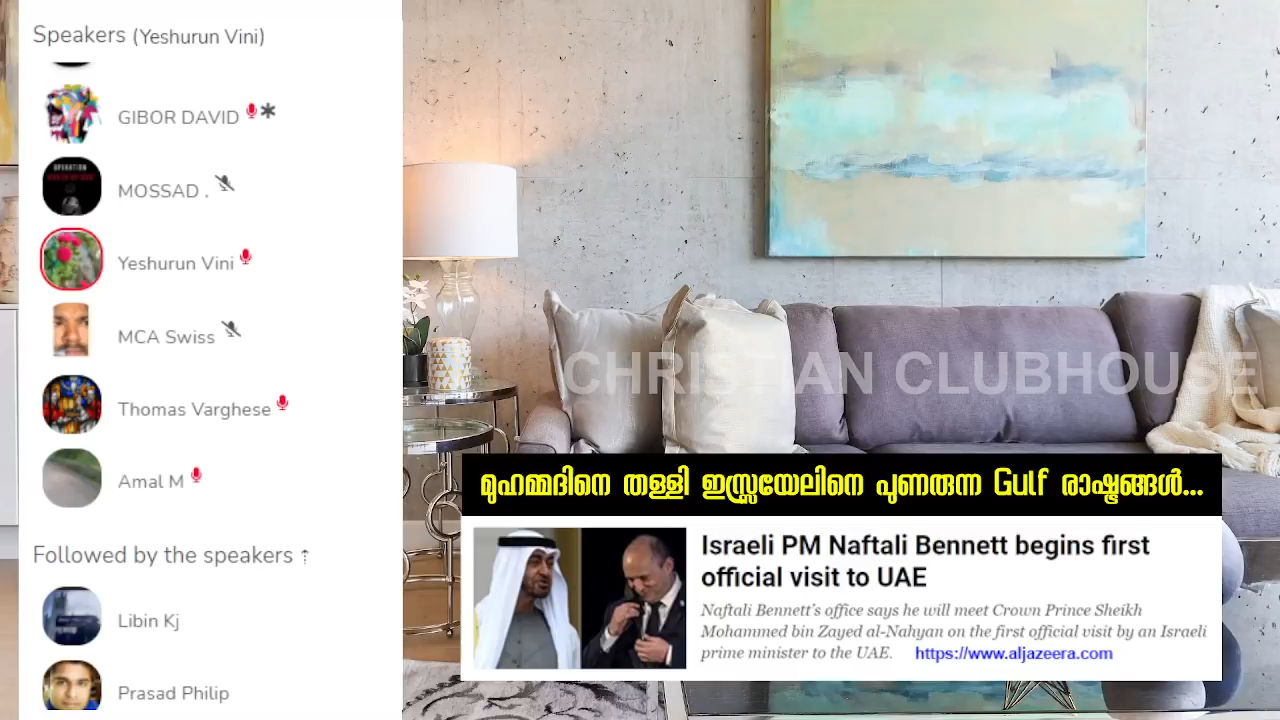 Speakers (Yeshurun Vini)
GIBOR DAVID
MOSSAD .
Yeshurun Vini
MCA Swiss
Thomas Varghese
Amal M
Followed by the speakers ⇡
Libin Kj
Prasad Philip
CHRISTIAN CLUBHOUSE
മുഹമ്മദിനെ തള്ളി ഇസ്രയേലിനെ പുണരുന്ന Gulf രാഷ്ട്രങ്ങൾ...
Israeli PM Naftali Bennett begins first
official visit to UAE
Naftali Bennett's office says he will meet Crown Prince Sheikh
Mohammed bin Zayed al-Nahyan on the first official visit by an Israeli
prime minister to the UAE. https://www.aljazeera.com